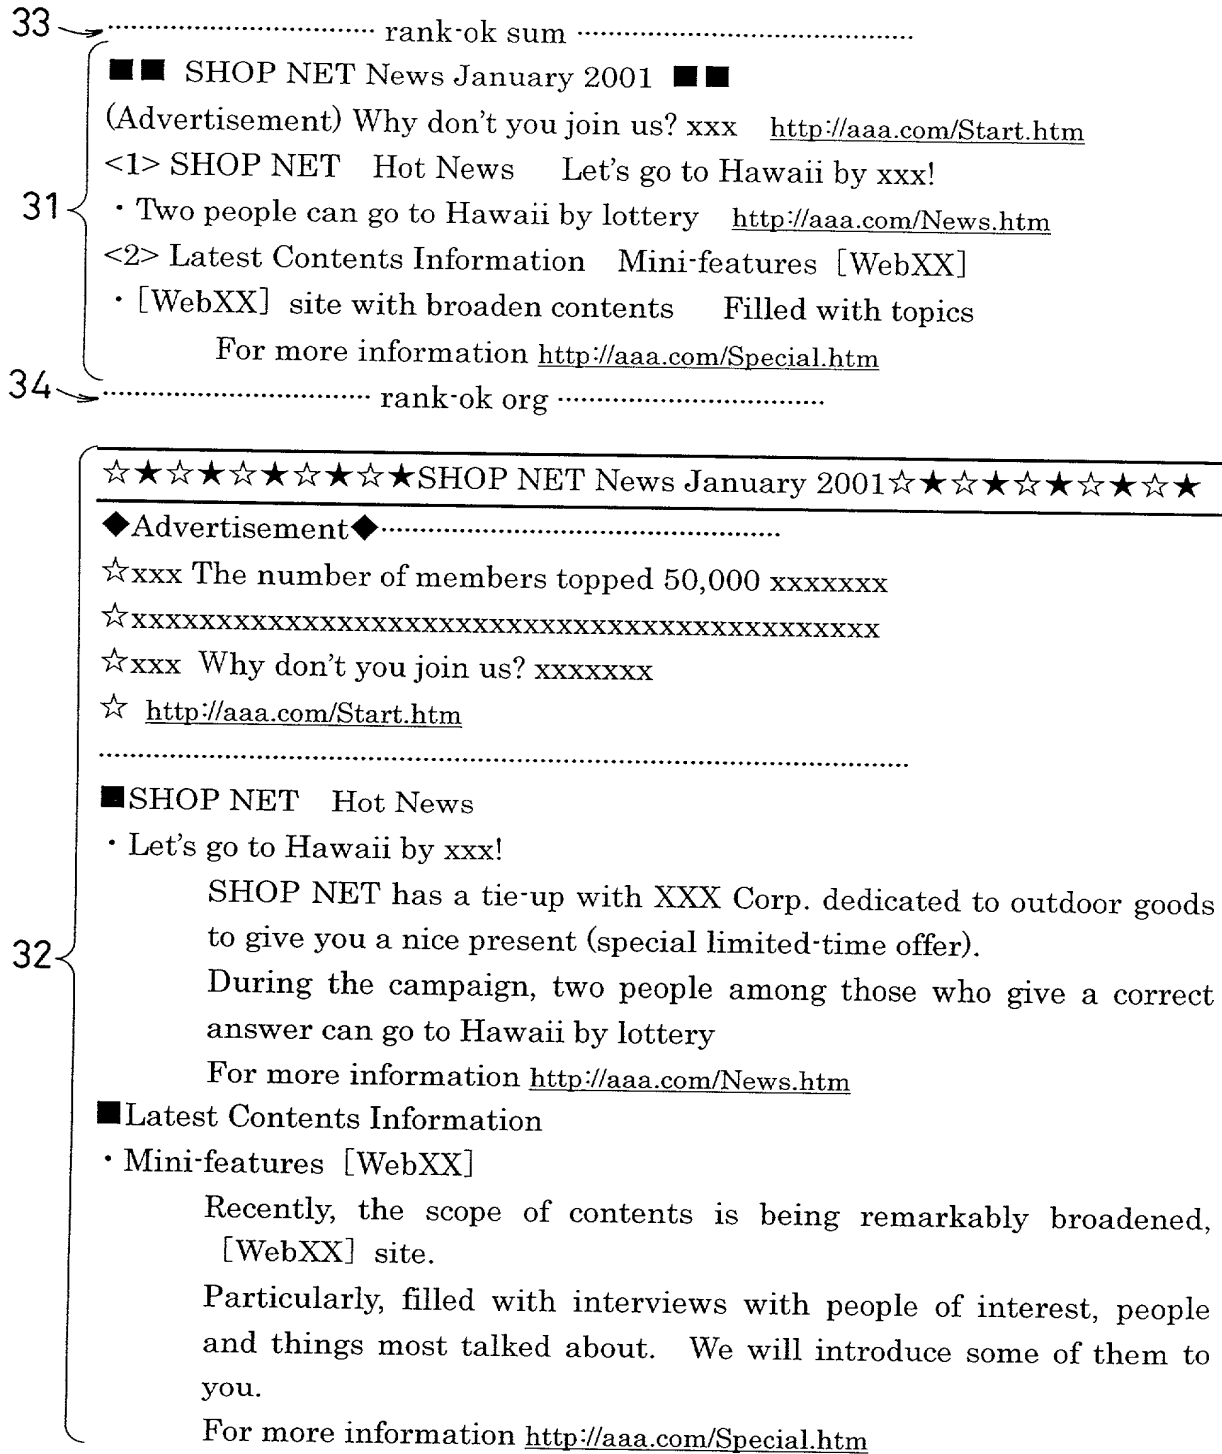 33 ································ rank-ok sum ········································
■■ SHOP NET News January 2001 ■■
(Advertisement) Why don't you join us? xxx http://aaa.com/Start.htm
<1> SHOP NET Hot News Let's go to Hawaii by xxx!
31 ・Two people can go to Hawaii by lottery http://aaa.com/News.htm
<2> Latest Contents Information Mini-features [WebXX]
・[WebXX] site with broaden contents Filled with topics
For more information http://aaa.com/Special.htm
34 ································ rank-ok org ································
☆★☆★☆★☆★☆★SHOP NET News January 2001☆★☆★☆★☆★☆★
◆Advertisement◆················································
☆xxx The number of members topped 50,000 xxxxxxx
☆xxxxxxxxxxxxxxxxxxxxxxxxxxxxxxxxxxxxxxxxxxxx
☆xxx Why don't you join us? xxxxxxx
☆ http://aaa.com/Start.htm
································································································
■SHOP NET Hot News
・Let's go to Hawaii by xxx!
SHOP NET has a tie-up with XXX Corp. dedicated to outdoor goods
32 to give you a nice present (special limited-time offer).
During the campaign, two people among those who give a correct
answer can go to Hawaii by lottery
For more information http://aaa.com/News.htm
■Latest Contents Information
・Mini-features [WebXX]
Recently, the scope of contents is being remarkably broadened,
[WebXX] site.
Particularly, filled with interviews with people of interest, people
and things most talked about. We will introduce some of them to
you.
For more information http://aaa.com/Special.htm